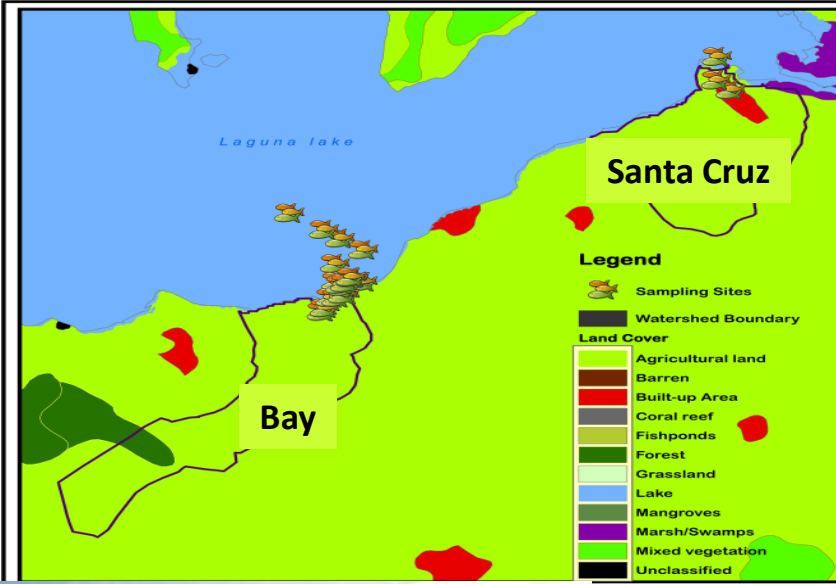 Laguna lake
Santa Cruz
Bay
Legend
Sampling Sites
Watershed Boundary
Land Cover
Agricultural land
Barren
Built-up Area
Coral reef
Fishponds
Forest
Grassland
Lake
Mangroves
Marsh/Swamps
Mixed vegetation
Unclassified